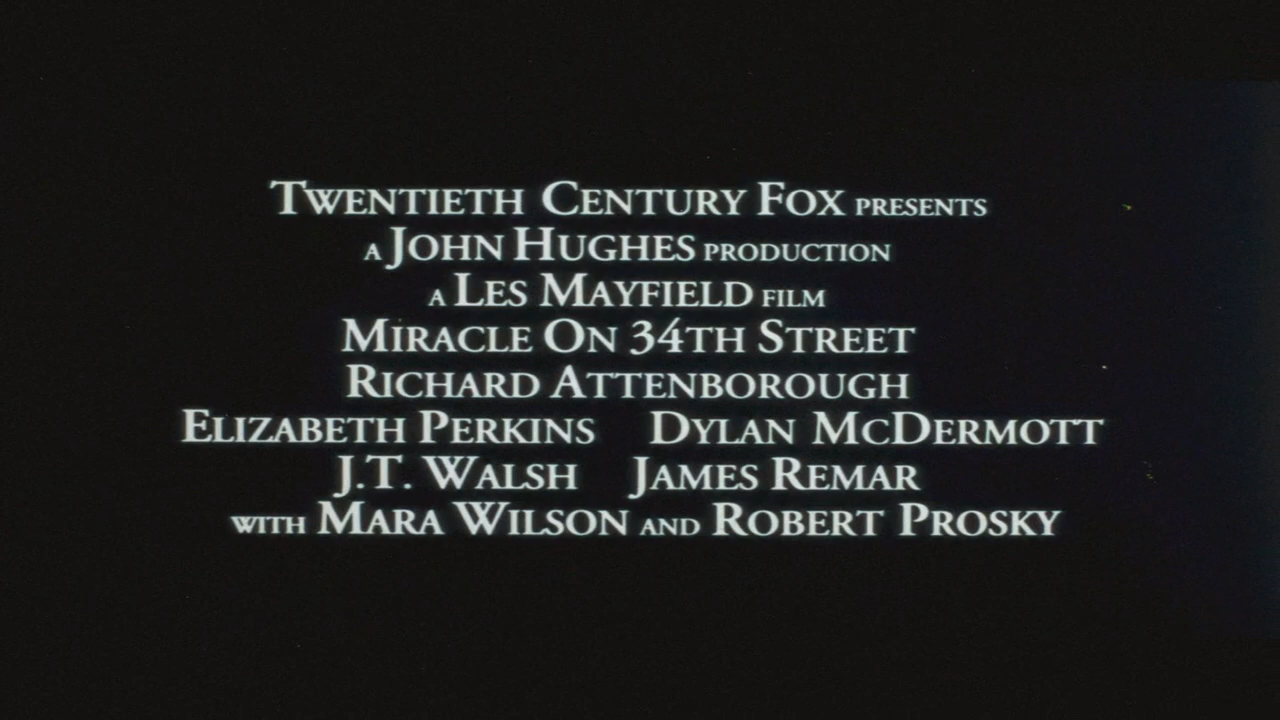 TWENTIETH CENTURY FOX PRESENTS
A JOHN HUGHES PRODUCTION
A LES MAYFIELD FILM
MIRACLE ON 34TH STREET
RICHARD ATTENBOROUGH
ELIZABETH PERKINS DYLAN MCDERMOTT
J.T. WALSH JAMES REMAR
WITH MARA WILSON AND ROBERT PROSKY